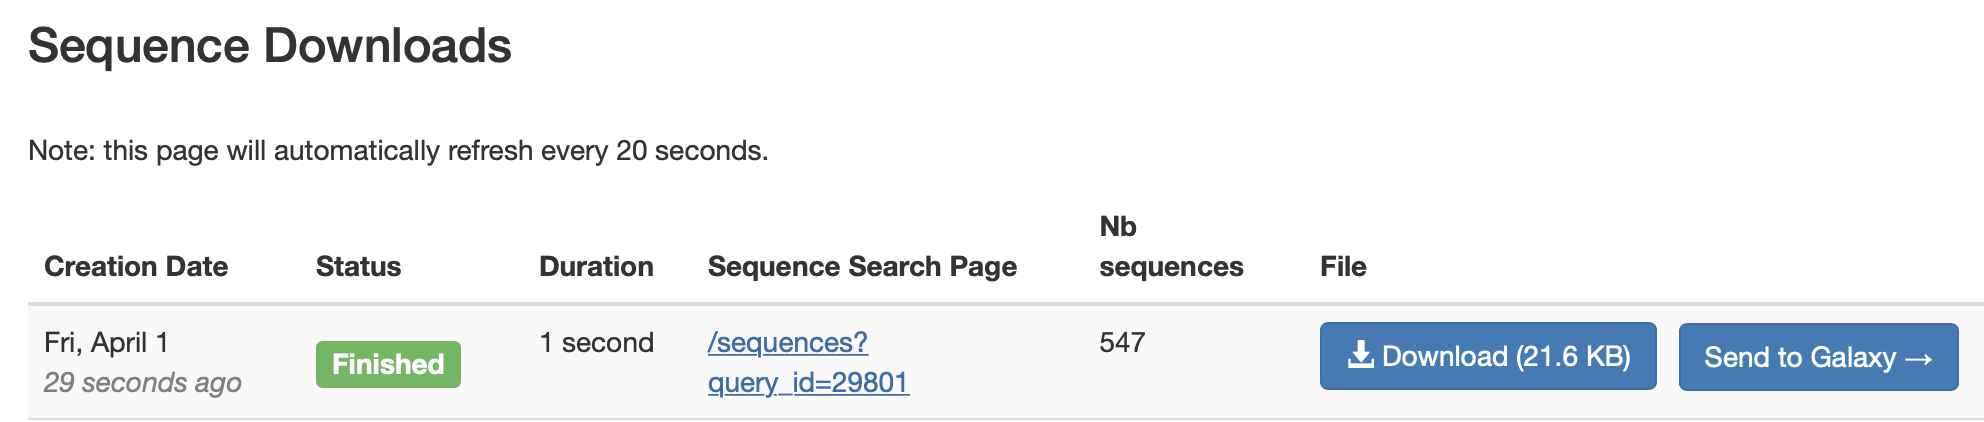 Sequence Downloads
Note: this page will automatically refresh every 20 seconds.
Creation Date Status Duration Sequence Search Page Nb sequences File
Fri, April 1 Finished 1 second /sequences? 547 Download (21.6 KB) Send to Galaxy →
29 seconds ago query_id=29801